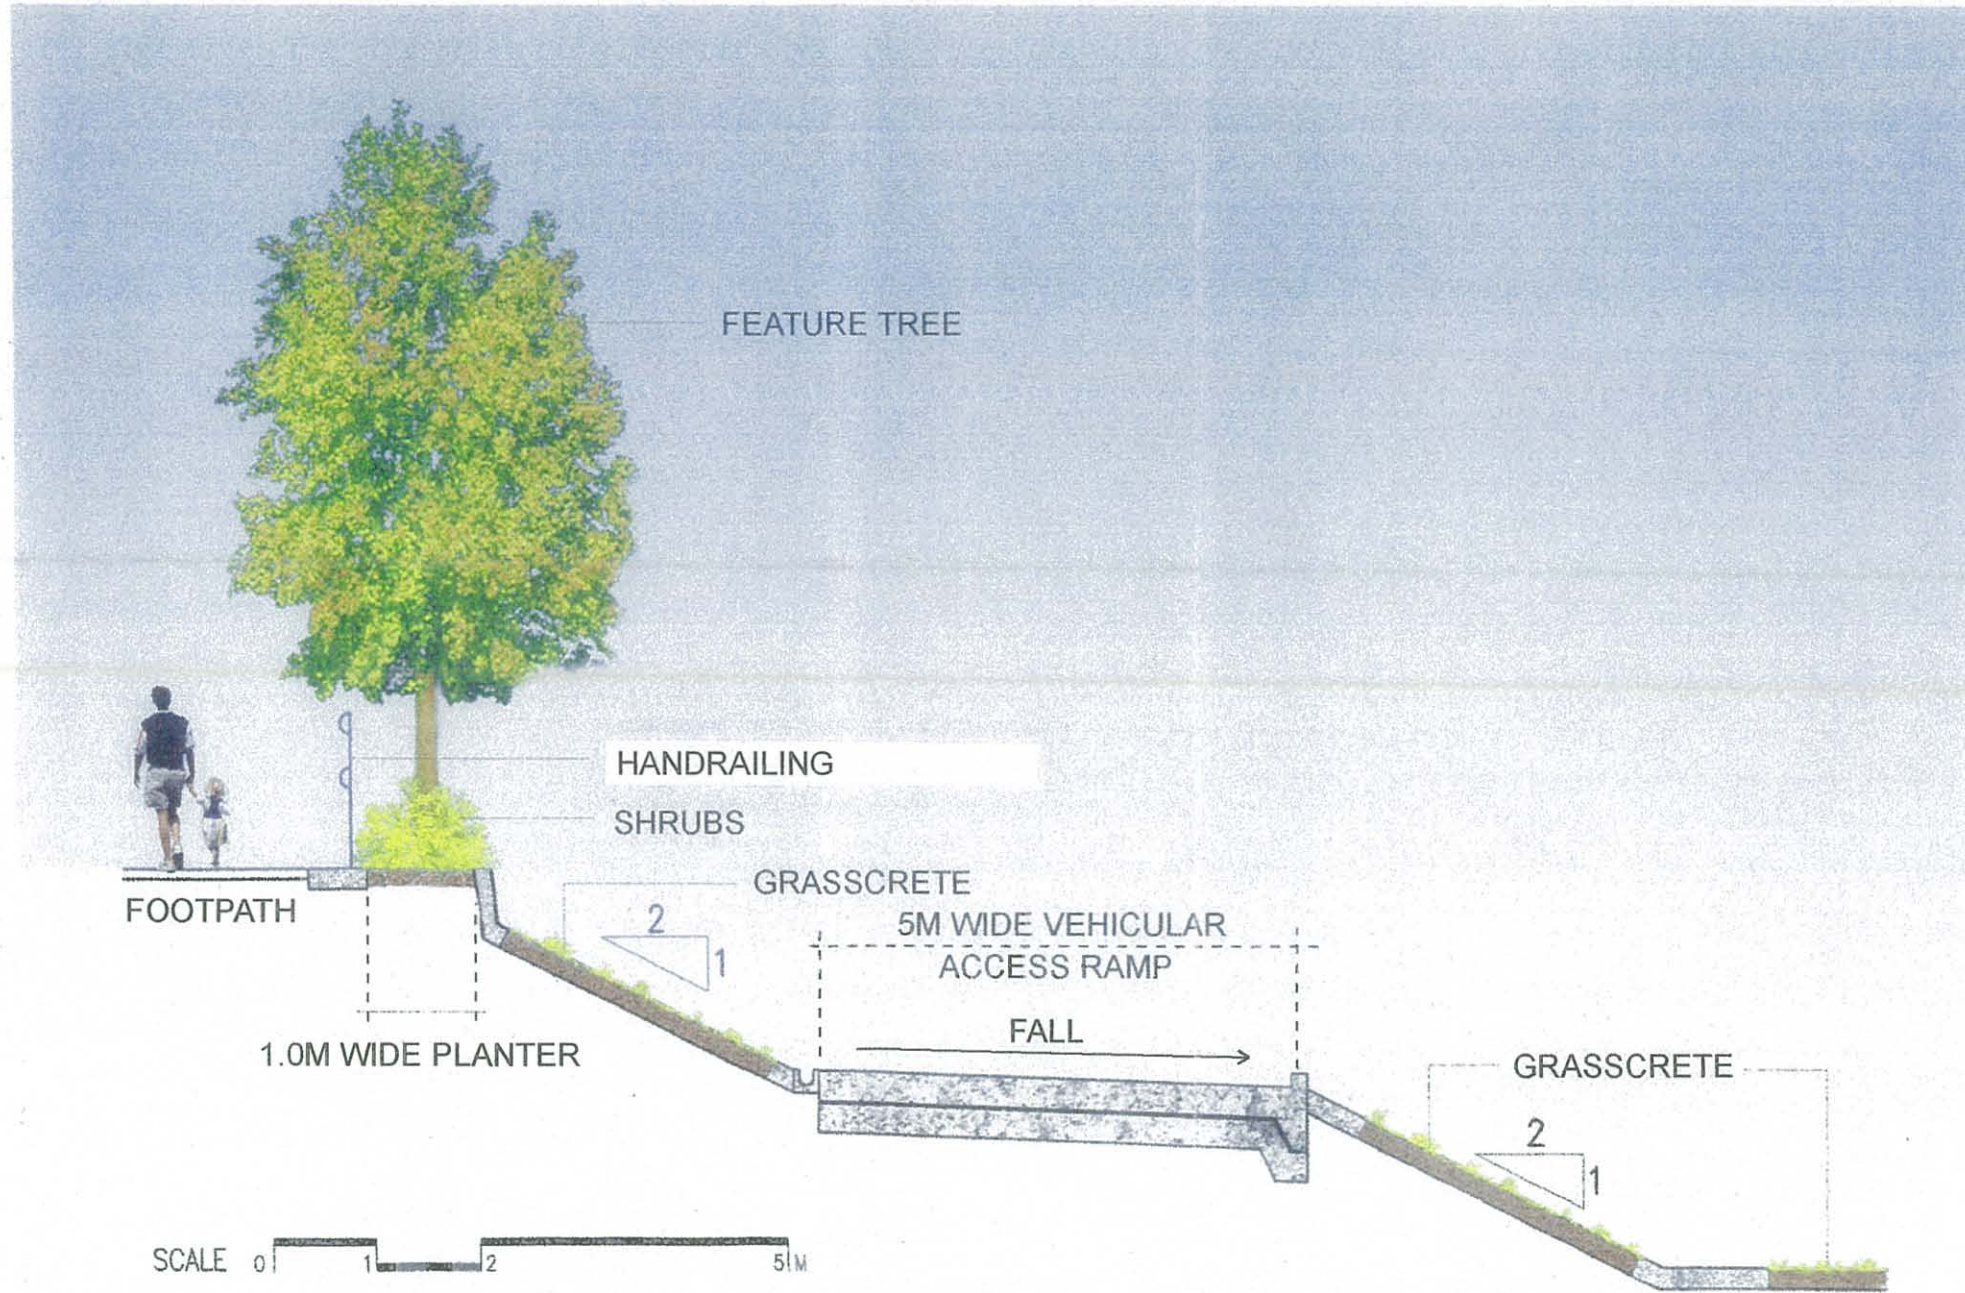 FEATURE TREE
HANDRAILING
SHRUBS
GRASSCRETE
FOOTPATH
2
1
5M WIDE VEHICULAR
ACCESS RAMP
FALL
1.0M WIDE PLANTER
GRASSCRETE
2
1
SCALE 0 1 2 5M